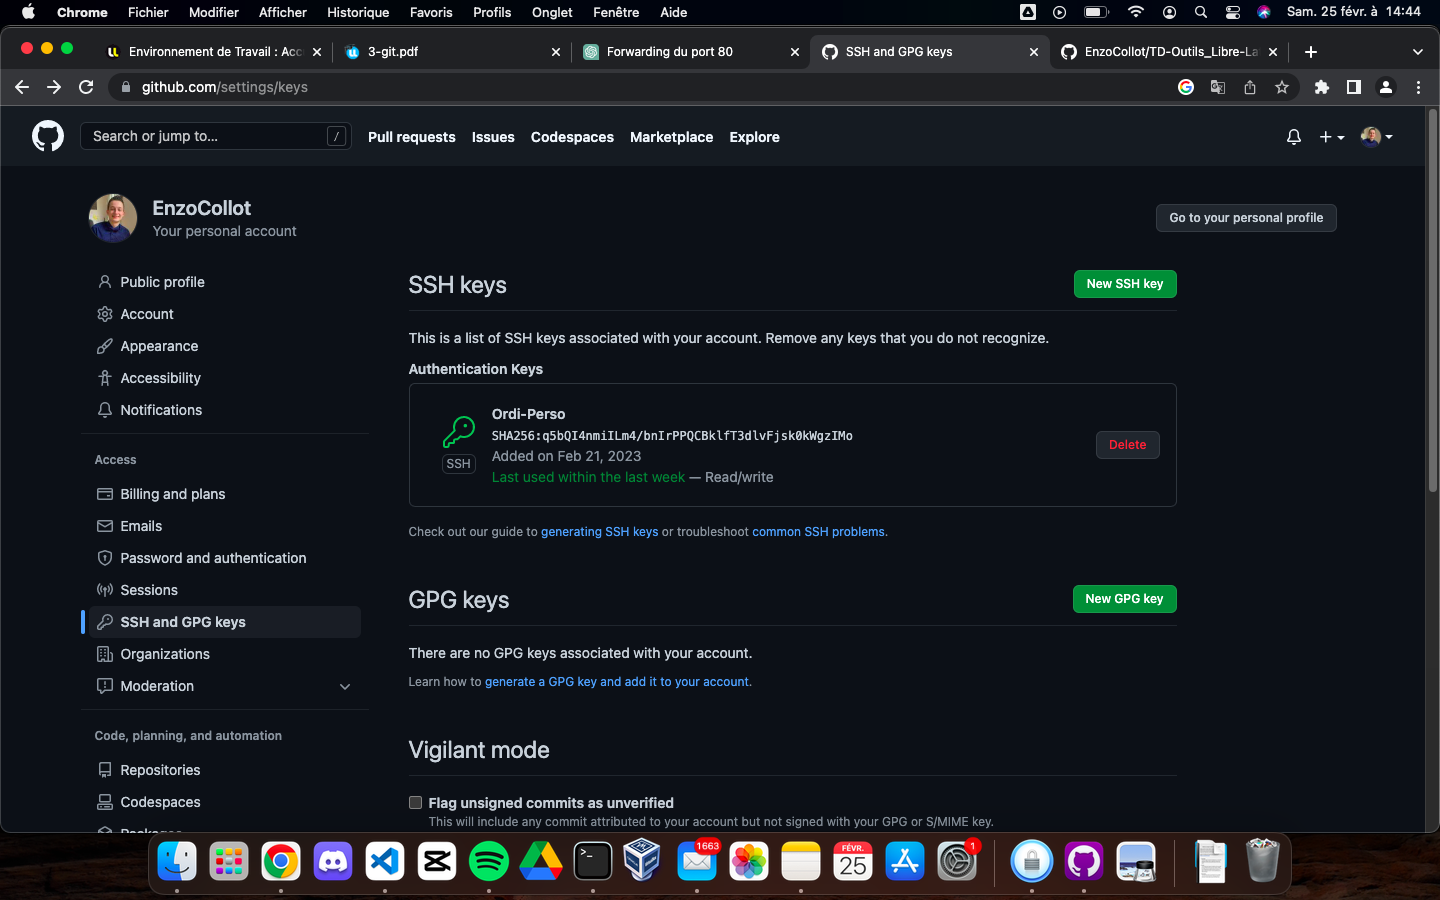 Chrome Fichier Modifier Afficher Historique Favoris Profils Onglet Fenêtre Aide Sam. 25 févr. à 14:44
Environnement de Travail : Acc 3-git.pdf Forwarding du port 80 SSH and GPG keys EnzoCollot/TD-Outils_Libre-La
github.com/settings/keys
Search or jump to... / Pull requests Issues Codespaces Marketplace Explore
EnzoCollot
Your personal account
Go to your personal profile
Public profile
Account
Appearance
Accessibility
Notifications
Access
Billing and plans
Emails
Password and authentication
Sessions
SSH and GPG keys
Organizations
Moderation
Code, planning, and automation
Repositories
Codespaces
Packages
SSH keys
New SSH key
This is a list of SSH keys associated with your account. Remove any keys that you do not recognize.
Authentication Keys
SSH
Ordi-Perso
SHA256:q5bQI4nmiILm4/bnIrPPQCBklfT3dlvFjsk0kWgzIMo
Added on Feb 21, 2023
Last used within the last week — Read/write
Delete
Check out our guide to generating SSH keys or troubleshoot common SSH problems.
GPG keys
New GPG key
There are no GPG keys associated with your account.
Learn how to generate a GPG key and add it to your account.
Vigilant mode
Flag unsigned commits as unverified
This will include any commit attributed to your account but not signed with your GPG or S/MIME key.
1663
FÉVR.
25
1